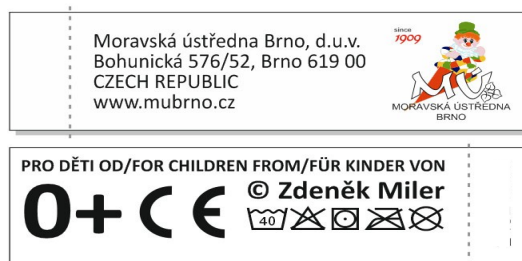 Moravská ústředna Brno, d.u.v.
Bohunická 576/52, Brno 619 00
CZECH REPUBLIC
www.mubrno.cz
since
1909
MÚ
MORAVSKÁ ÚSTŘEDNA
BRNO
PRO DĚTI OD/FOR CHILDREN FROM/FÜR KINDER VON
0+ CE
© Zdeněk Miler
40